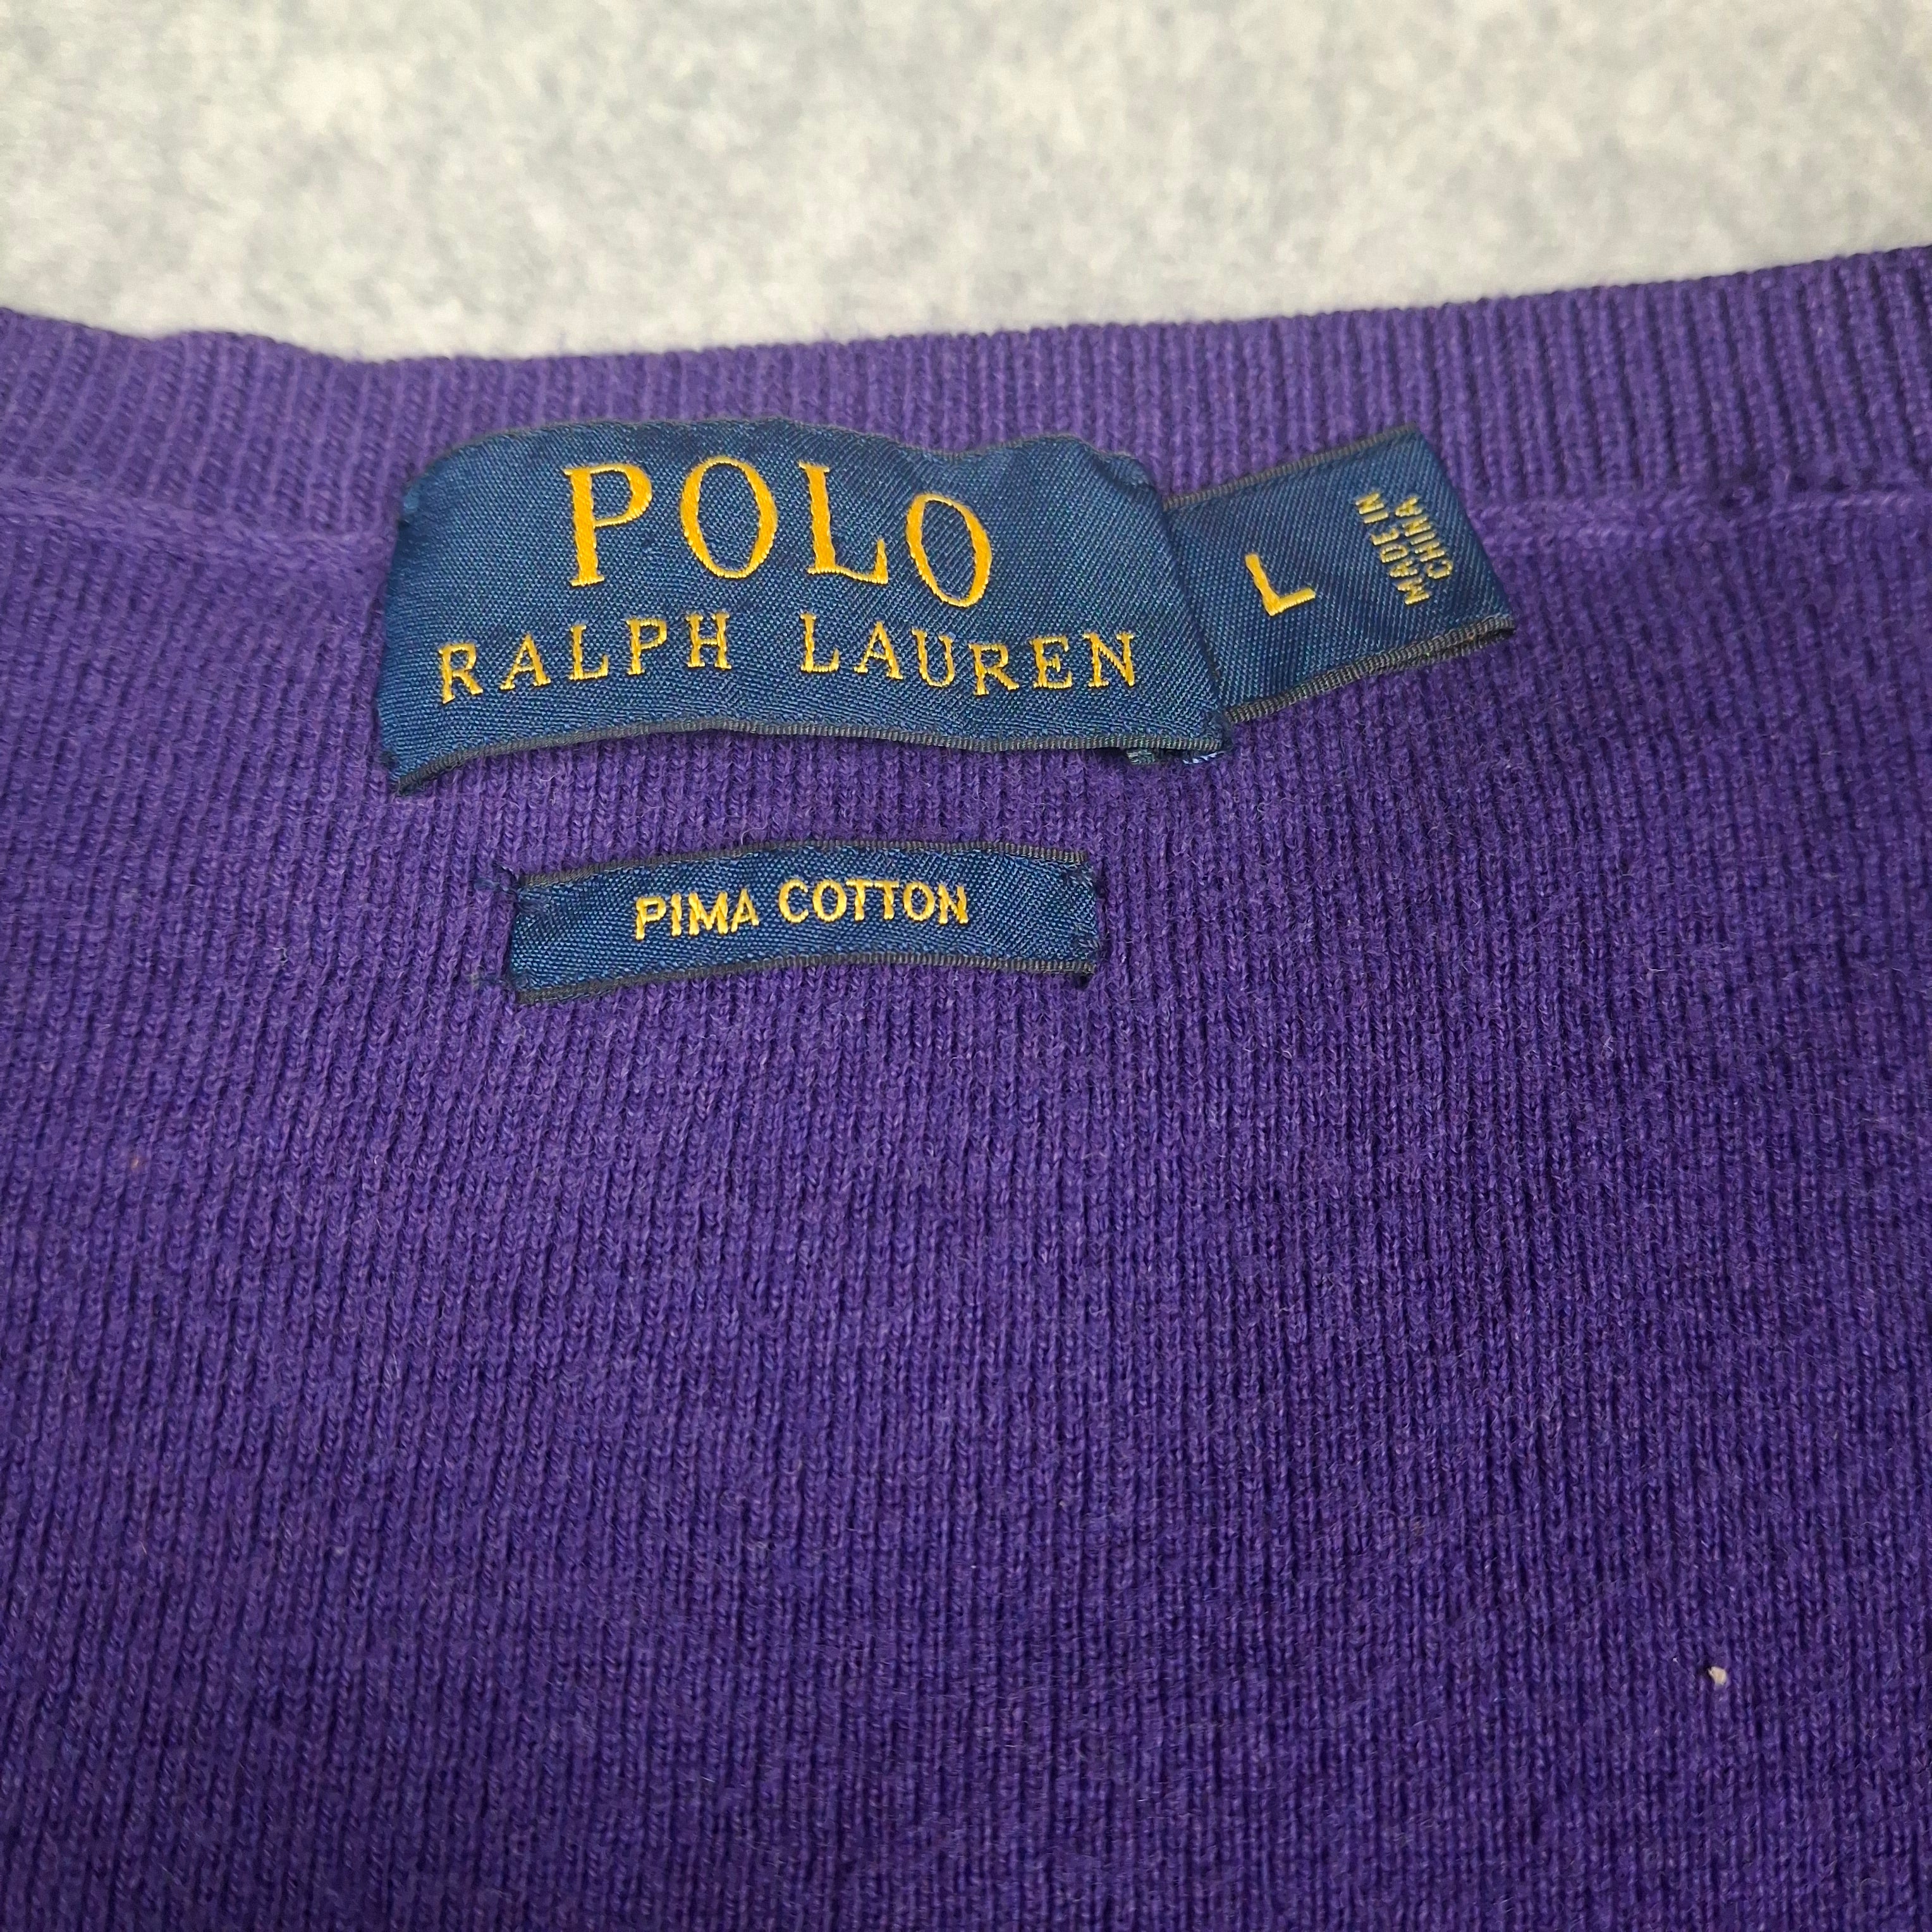 POLO
RALPH LAUREN
L
MADE IN
CHINA
PIMA COTTON